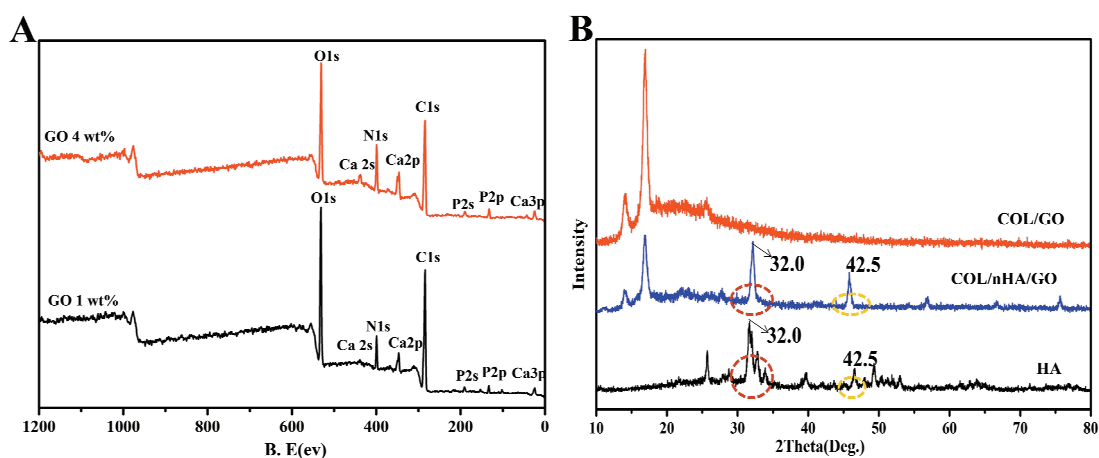 A
O1s
C1s
GO 4 wt%
N1s
Ca 2s
Ca2p
P2s
P2p
Ca3p
O1s
C1s
GO 1 wt%
N1s
Ca 2s
Ca2p
P2s
P2p
Ca3p
1200
1000
800
600
400
200
0
B. E(ev)
B
Intensity
COL/GO
32.0
42.5
COL/nHA/GO
32.0
42.5
HA
10
20
30
40
50
60
70
80
2Theta(Deg.)